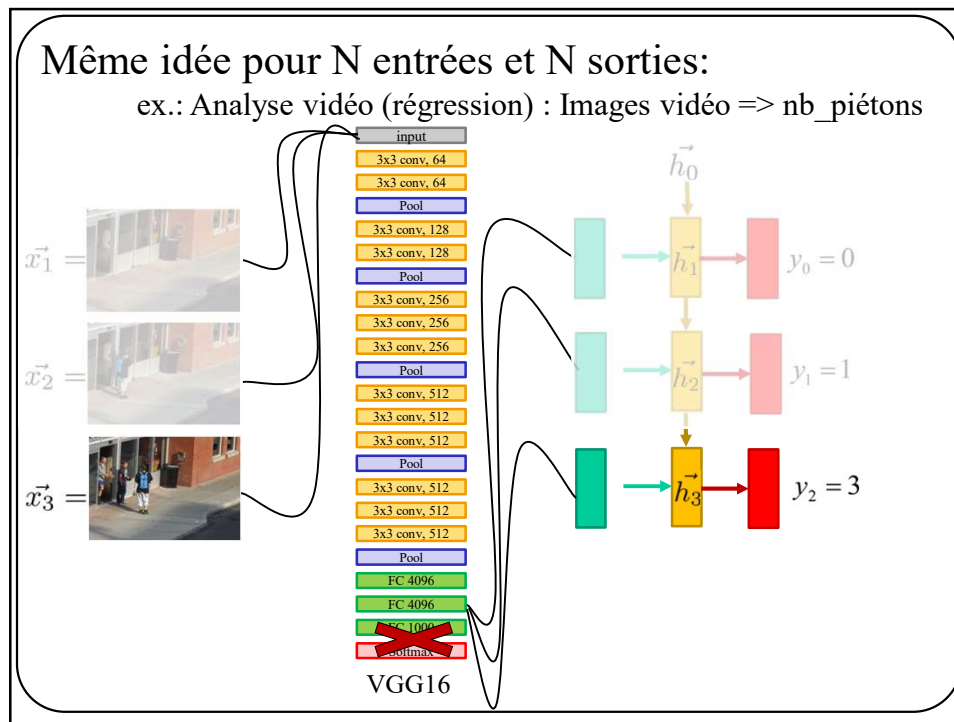 Même idée pour N entrées et N sorties:
ex.: Analyse vidéo (régression) : Images vidéo => nb_piétons
input
3x3 conv, 64
3x3 conv, 64
Pool
3x3 conv, 128
3x3 conv, 128
Pool
3x3 conv, 256
3x3 conv, 256
3x3 conv, 256
Pool
3x3 conv, 512
3x3 conv, 512
3x3 conv, 512
Pool
3x3 conv, 512
3x3 conv, 512
3x3 conv, 512
Pool
FC 4096
FC 4096
FC 1000
Softmax
VGG16
x⃗₁ =
x⃗₂ =
x⃗₃ =
h⃗₀
h⃗₁
y₀ = 0
h⃗₂
y₁ = 1
h⃗₃
y₂ = 3